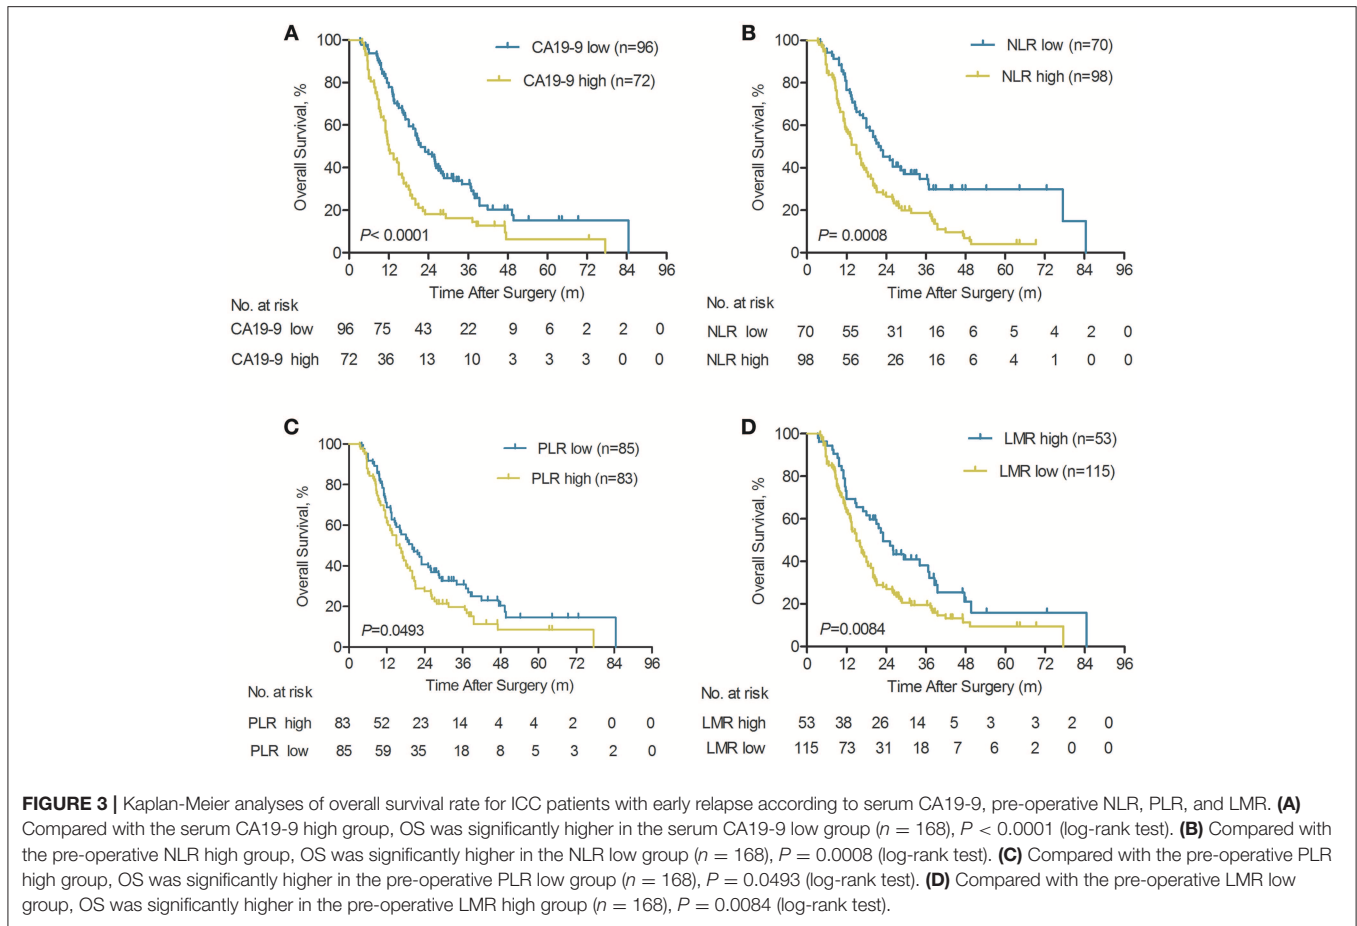 A
100
80
60
40
20
0
Overall Survival, %
CA19-9 low (n=96)
CA19-9 high (n=72)
P< 0.0001
0 12 24 36 48 60 72 84 96
Time After Surgery (m)
No. at risk
CA19-9 low 96 75 43 22 9 6 2 2 0
CA19-9 high 72 36 13 10 3 3 3 0 0
B
100
80
60
40
20
0
Overall Survival, %
NLR low (n=70)
NLR high (n=98)
P= 0.0008
0 12 24 36 48 60 72 84 96
Time After Surgery (m)
No. at risk
NLR low 70 55 31 16 6 5 4 2 0
NLR high 98 56 26 16 6 4 1 0 0
C
100
80
60
40
20
0
Overall Survival, %
PLR low (n=85)
PLR high (n=83)
P=0.0493
0 12 24 36 48 60 72 84 96
Time After Surgery (m)
No. at risk
PLR high 83 52 23 14 4 4 2 0 0
PLR low 85 59 35 18 8 5 3 2 0
D
100
80
60
40
20
0
Overall Survival, %
LMR high (n=53)
LMR low (n=115)
P=0.0084
0 12 24 36 48 60 72 84 96
Time After Surgery (m)
No. at risk
LMR high 53 38 26 14 5 3 3 2 0
LMR low 115 73 31 18 7 6 2 0 0
FIGURE 3 | Kaplan-Meier analyses of overall survival rate for ICC patients with early relapse according to serum CA19-9, pre-operative NLR, PLR, and LMR. (A)
Compared with the serum CA19-9 high group, OS was significantly higher in the serum CA19-9 low group (n = 168), P < 0.0001 (log-rank test). (B) Compared with
the pre-operative NLR high group, OS was significantly higher in the NLR low group (n = 168), P = 0.0008 (log-rank test). (C) Compared with the pre-operative PLR
high group, OS was significantly higher in the pre-operative PLR low group (n = 168), P = 0.0493 (log-rank test). (D) Compared with the pre-operative LMR low
group, OS was significantly higher in the pre-operative LMR high group (n = 168), P = 0.0084 (log-rank test).